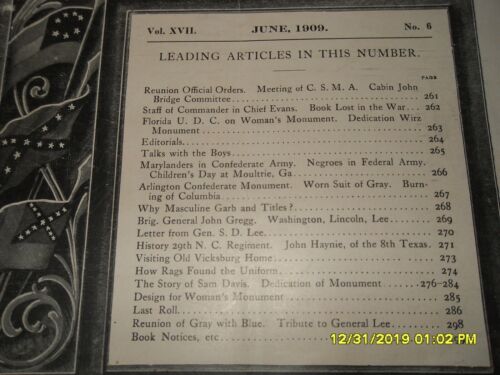 Vol. XVII. JUNE, 1909. No. 6
LEADING ARTICLES IN THIS NUMBER.
PAGE
Reunion Official Orders. Meeting of C. S. M. A. Cabin John
Bridge Committee 261
Staff of Commander in Chief Evans. Book Lost in the War... 262
Florida U. D. C. on Woman's Monument. Dedication Wirz
Monument 263
Editorials 264
Talks with the Boys 265
Marylanders in Confederate Army. Negroes in Federal Army.
Children's Day at Moultrie, Ga 266
Arlington Confederate Monument. Worn Suit of Gray. Burn-
ing of Columbia 267
Why Masculine Garb and Titles? 268
Brig. General John Gregg. Washington, Lincoln, Lee 269
Letter from Gen. S. D. Lee 270
History 29th N. C. Regiment. John Haynie, of the 8th Texas. 271
Visiting Old Vicksburg Home 273
How Rags Found the Uniform 274
The Story of Sam Davis. Dedication of Monument 276-284
Design for Woman's Monument 285
Last Roll 286
Reunion of Gray with Blue. Tribute to General Lee 298
Book Notices, etc
12/31/2019 01:02 PM